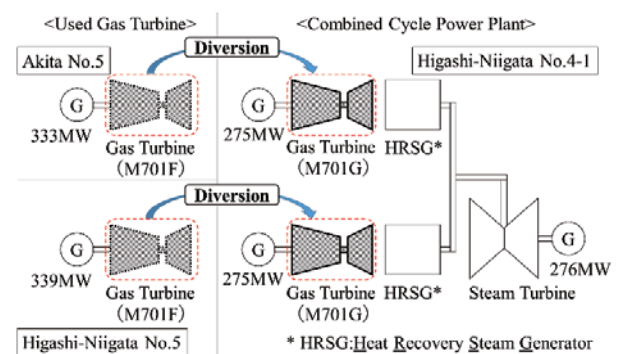 <Used Gas Turbine>
<Combined Cycle Power Plant>
Diversion
Akita No.5
Higashi-Niigata No.4-1
G
333MW
Gas Turbine
(M701F)
G
275MW
Gas Turbine
(M701G)
HRSG*
Diversion
G
339MW
Gas Turbine
(M701F)
G
275MW
Gas Turbine
(M701G)
HRSG*
G
276MW
Steam Turbine
Higashi-Niigata No.5
* HRSG:Heat Recovery Steam Generator